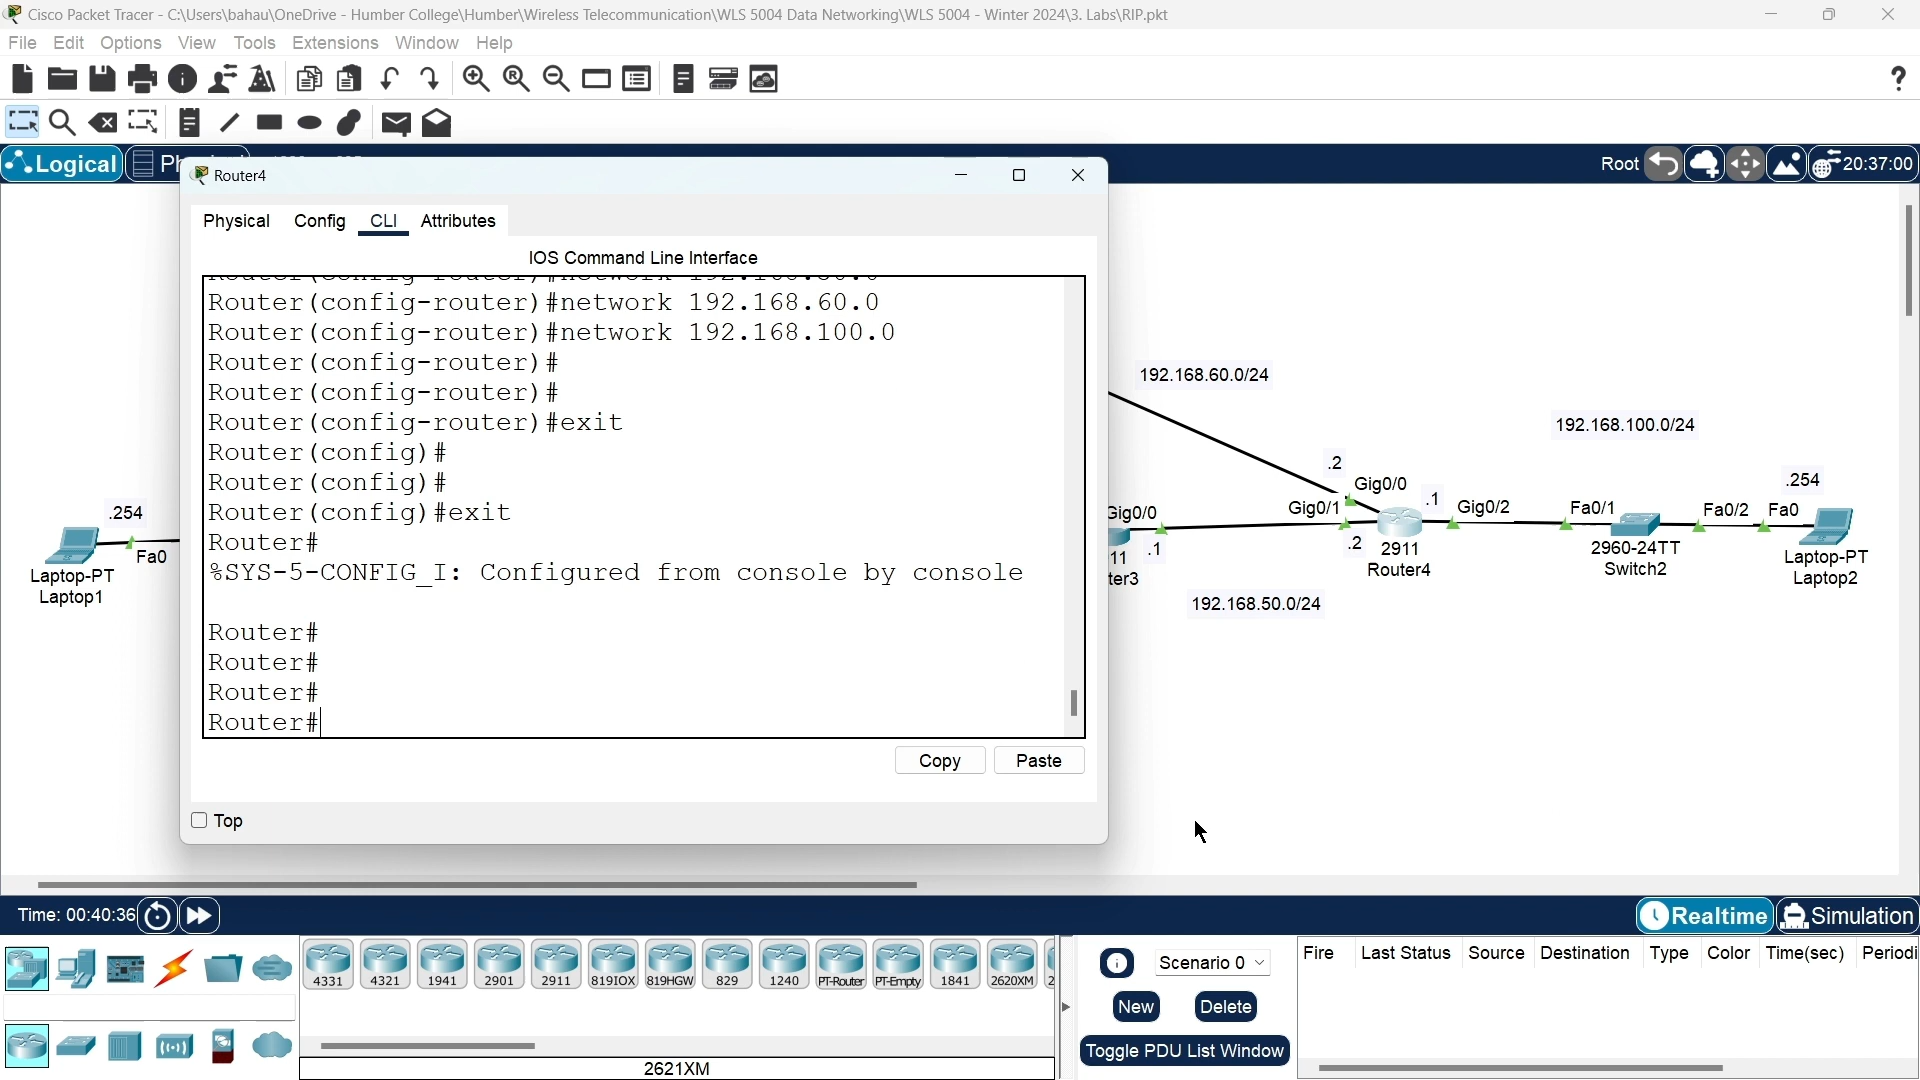 Cisco Packet Tracer - C:\Users\bahau\OneDrive - Humber College\Humber\Wireless Telecommunication\WLS 5004 Data Networking\WLS 5004 - Winter 2024\3. Labs\RIP.pkt
File Edit Options View Tools Extensions Window Help
Logical
Root 20:37:00
Router4
Physical Config CLI Attributes
IOS Command Line Interface
Router(config-router)#network 192.168.60.0
Router(config-router)#network 192.168.100.0
Router(config-router)#
Router(config-router)#
Router(config-router)#exit
Router(config)#
Router(config)#
Router(config)#exit
Router#
%SYS-5-CONFIG_I: Configured from console by console
Router#
Router#
Router#
Router#
Copy Paste
Top
.254
Fa0
Laptop-PT
Laptop1
192.168.60.0/24
192.168.100.0/24
.2
Gig0/0
.1
Gig0/2
Gig0/1
.2
2911
Router4
Gig0/0
.1
11
ter3
192.168.50.0/24
Fa0/1
2960-24TT
Switch2
Fa0/2
Fa0
.254
Laptop-PT
Laptop2
Time: 00:40:36
Realtime Simulation
4331 4321 1941 2901 2911 819IOX 819HGW 829 1240 PT-Router PT-Empty 1841 2620XM 2
2621XM
Scenario 0
New Delete
Toggle PDU List Window
Fire Last Status Source Destination Type Color Time(sec) Periodi